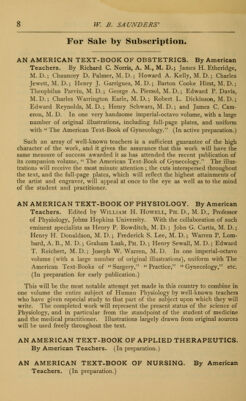 8 W. B. SAUNDERS'
For Sale by Subscription.
AN AMERICAN TEXT-BOOK OF OBSTETRICS. By American
Teachers. By Richard C. Norris, A. M., M. D.; James H. Etheridge,
M. D.; Chauncey D. Palmer, M. D.; Howard A. Kelly, M. D.; Charles
Jewett, M. D.; Henry J. Garrigues, M. D.; Barton Cooke Hirst, M. D.;
Theophilus Parvin, M. D.; George A. Piersol, M. D.; Edward P. Davis,
M. D.; Charles Warrington Earle, M. D.; Robert L. Dickinson, M. D.;
Edward Reynolds, M. D.; Henry Schwarz, M. D.; and James C. Cam-
eron, M. D. In one very handsome imperial-octavo volume, with a large
number of original illustrations, including full-page plates, and uniform
with "The American Text-Book of Gynecology." (In active preparation.)
Such an array of well-known teachers is a sufficient guarantee of the high
character of the work, and it gives the assurance that this work will have the
same measure of success awarded it as has attended the recent publication of
its companion volume, "The American Text-Book of Gynecology." The illus-
trations will receive the most minute attention, and the cuts interspersed throughout
the text, and the full-page plates, which will reflect the highest attainments of
the artist and engraver, will appeal at once to the eye as well as to the mind
of the student and practitioner.
AN AMERICAN TEXT-BOOK OF PHYSIOLOGY. By American
Teachers. Edited by WILLIAM H. HOWELL, PH. D., M. D., Professor
of Physiology, Johns Hopkins University. With the collaboration of such
eminent specialists as Henry P. Bowditch, M. D.; John G. Curtis, M. D.;
Henry H. Donaldson, M. D.; Frederick S. Lee, M. D.; Warren P. Lom-
bard, A. B., M. D.; Graham Lusk, PH. D.; Henry Sewall, M. D.; Edward
T. Reichert, M. D.; Joseph W. Warren, M. D. In one imperial-octavo
volume (with a large number of original illustrations), uniform with The
American Text-Books of "Surgery," "Practice," "Gynecology," etc.
(In preparation for early publication.)
This will be the most notable attempt yet made in this country to combine in
one volume the entire subject of Human Physiology by well-known teachers
who have given especial study to that part of the subject upon which they will
write. The completed work will represent the present status of the science of
Physiology, and in particular from the standpoint of the student of medicine
and the medical practitioner. Illustrations largely drawn from original sources
will be used freely throughout the text.
AN AMERICAN TEXT-BOOK OF APPLIED THERAPEUTICS.
By American Teachers. (In preparation.)
AN AMERICAN TEXT-BOOK OF NURSING. By American
Teachers. (In preparation.)